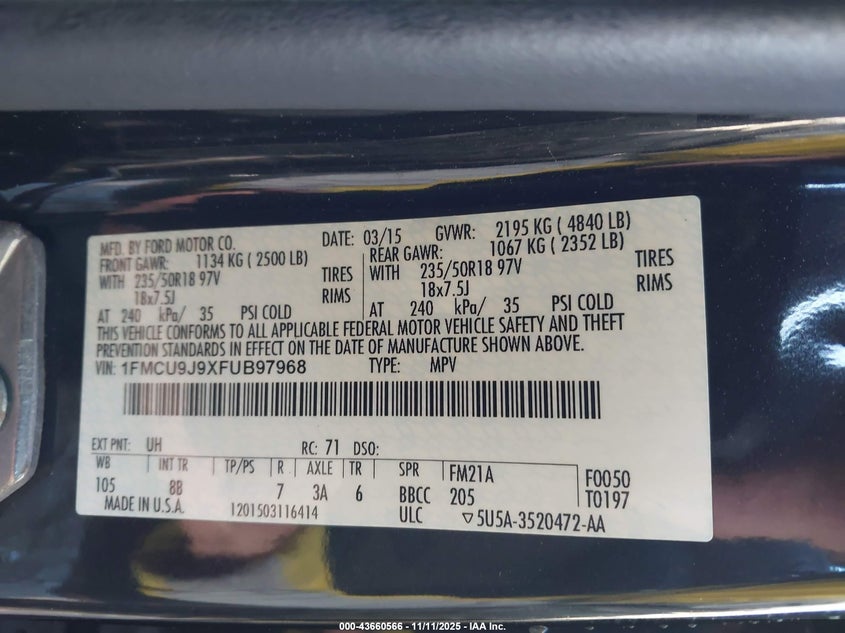 MFD. BY FORD MOTOR CO.
DATE: 03/15 GVWR: 2195 KG ( 4840 LB)
FRONT GAWR: 1134 KG ( 2500 LB)
REAR GAWR: 1067 KG ( 2352 LB)
WITH 235/50R18 97V TIRES
WITH 235/50R18 97V TIRES
18x7.5J RIMS
18x7.5J RIMS
AT 240 kPa/ 35 PSI COLD
AT 240 kPa/ 35 PSI COLD
THIS VEHICLE CONFORMS TO ALL APPLICABLE FEDERAL MOTOR VEHICLE SAFETY AND THEFT
PREVENTION STANDARDS IN EFFECT ON THE DATE OF MANUFACTURE SHOWN ABOVE.
VIN: 1FMCU9J9XFUB97968 TYPE: MPV
EXT PNT: UH RC: 71 DSO:
WB INT TR TP/PS R AXLE TR SPR FM21A F0050
105 8B 7 3A 6 BBCC 205 T0197
MADE IN U.S.A. 1201503116414 ULC ▽5U5A-3520472-AA
000-43660566 - 11/11/2025 - IAA Inc.